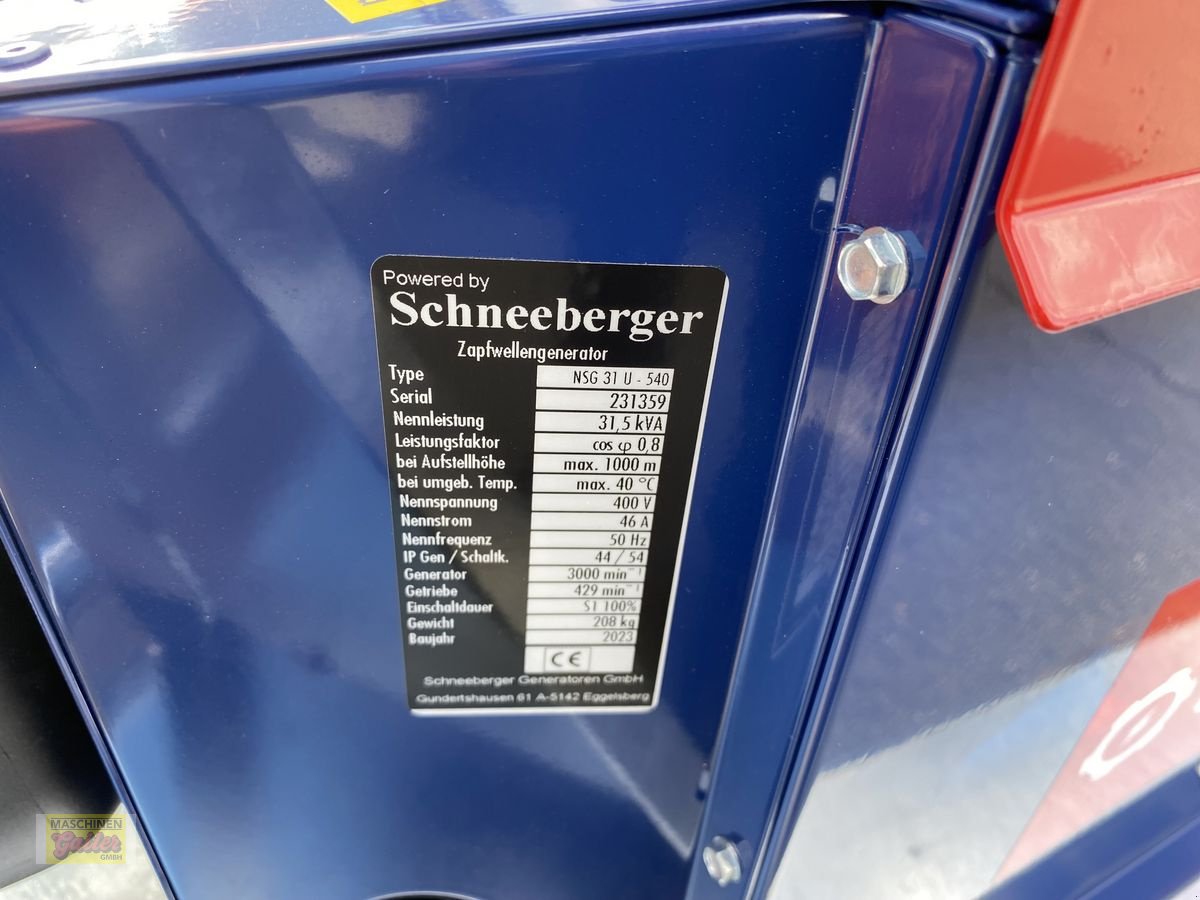 Powered by
Schneeberger
Zapfwellengenerator
Type NSG 31 U - 540
Serial 231359
Nennleistung 31,5 kVA
Leistungsfaktor cos φ 0,8
bei Aufstellhöhe max. 1000 m
bei umgeb. Temp. max. 40 °C
Nennspannung 400 V
Nennstrom 46 A
Nennfrequenz 50 Hz
IP Gen / Schaltk. 44 / 54
Generator 3000 min⁻¹
Getriebe 429 min⁻¹
Einschaltdauer S1 100%
Gewicht 208 kg
Baujahr 2023
CE
Schneeberger Generatoren GmbH
Gundertshausen 61 A-5142 Eggelsberg
MASCHINEN
Gailer
GMBH